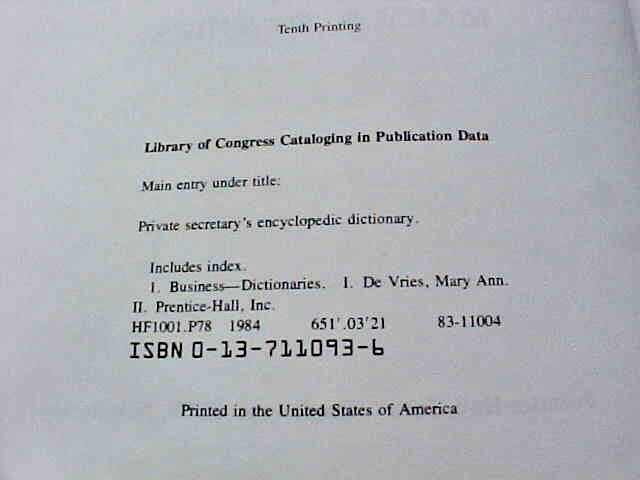 Tenth Printing
Library of Congress Cataloging in Publication Data
Main entry under title:
Private secretary's encyclopedic dictionary.
Includes index.
1. Business—Dictionaries. I. De Vries, Mary Ann.
II. Prentice-Hall, Inc.
HF1001.P78 1984 651'.03'21 83-11004
ISBN 0-13-711093-6
Printed in the United States of America